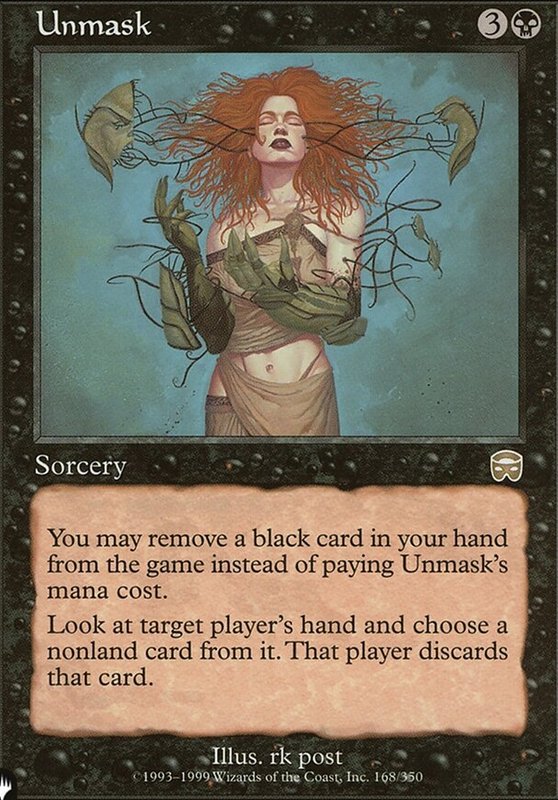 Unmask 3
Sorcery
You may remove a black card in your hand
from the game instead of paying Unmask's
mana cost.
Look at target player's hand and choose a
nonland card from it. That player discards
that card.
Illus. rk post
©1993–1999 Wizards of the Coast, Inc. 168/350